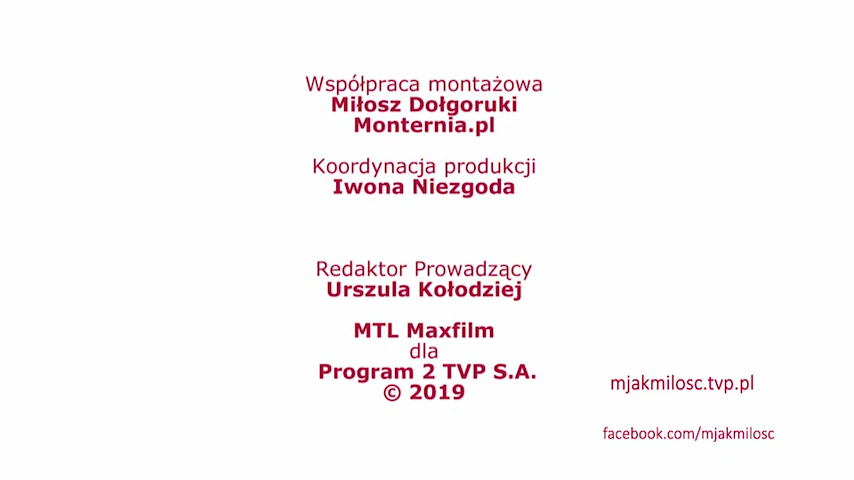 Współpraca montażowa
Miłosz Dołgoruki
Monternia.pl
Koordynacja produkcji
Iwona Niezgoda
Redaktor Prowadzący
Urszula Kołodziej
MTL Maxfilm
dla
Program 2 TVP S.A.
© 2019
mjakmilosc.tvp.pl
facebook.com/mjakmilosc